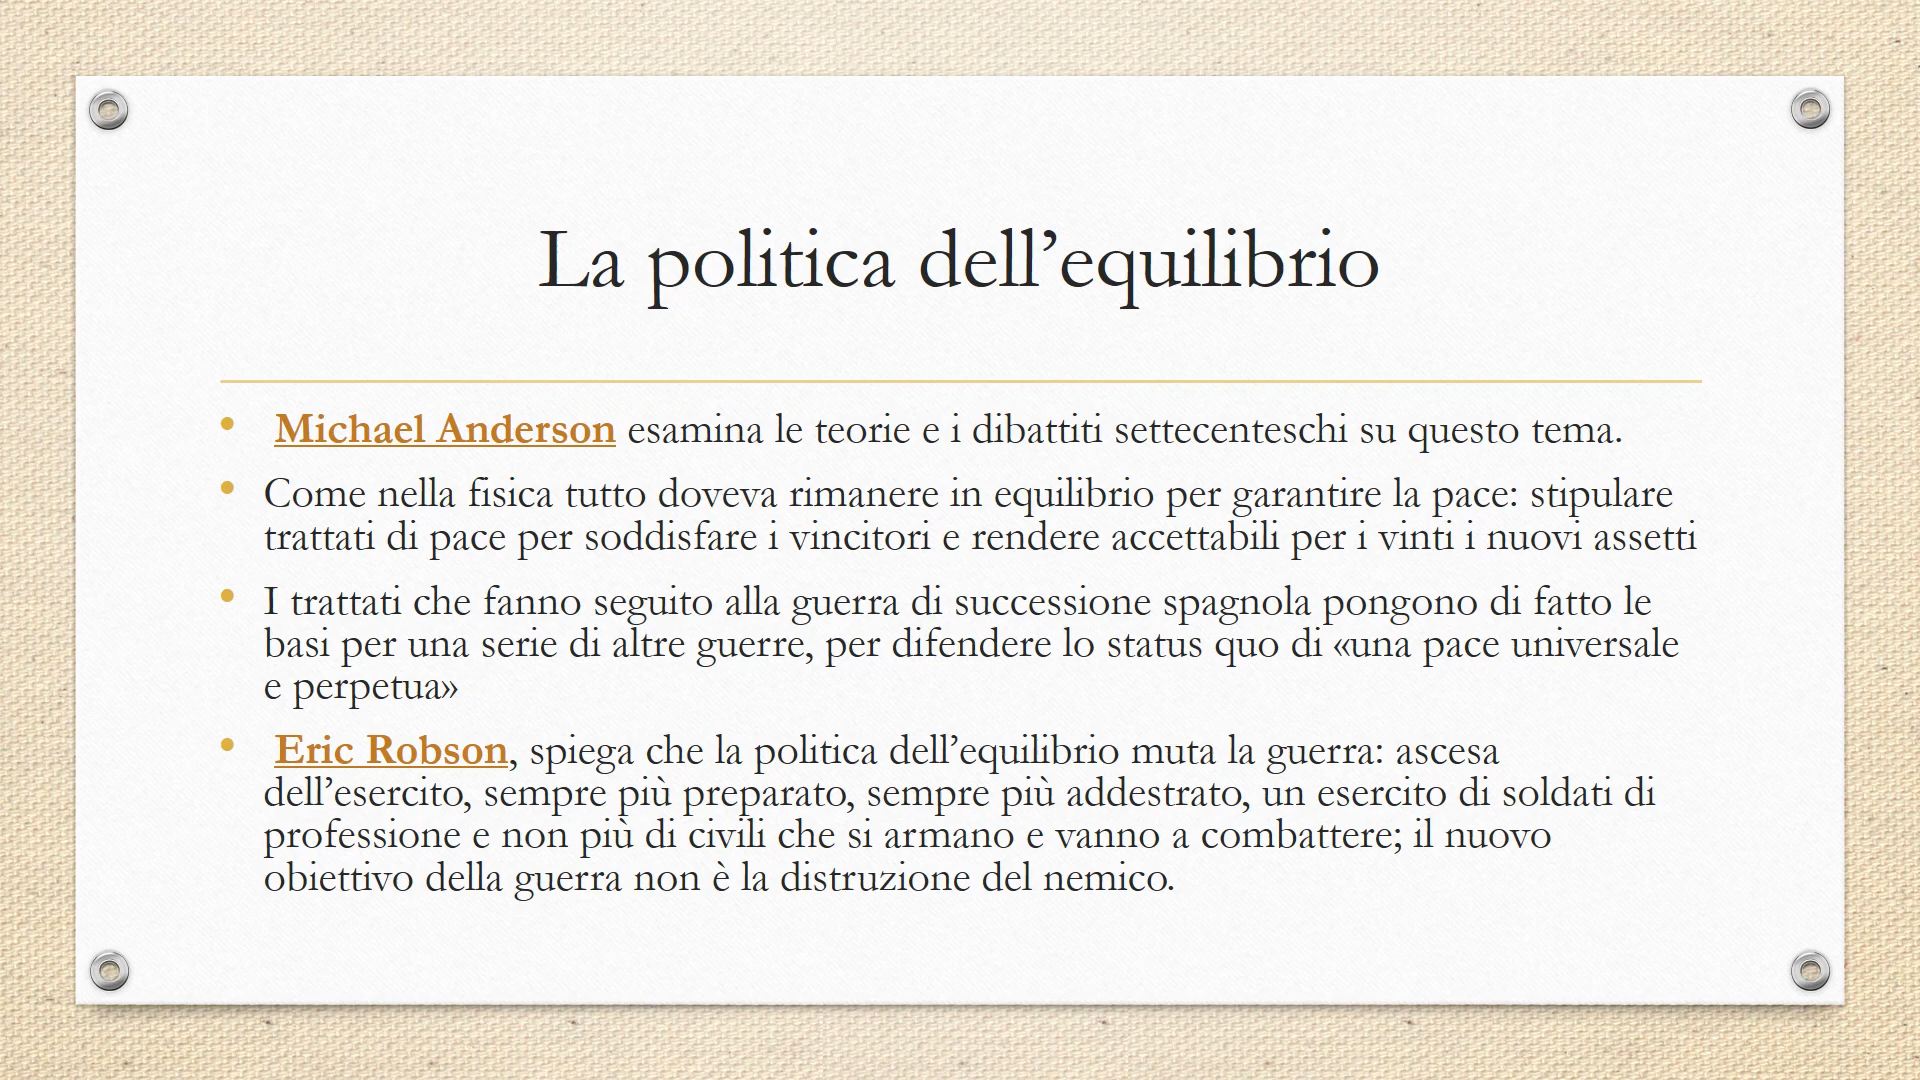 La politica dell’equilibrio
• Michael Anderson esamina le teorie e i dibattiti settecenteschi su questo tema.
• Come nella fisica tutto doveva rimanere in equilibrio per garantire la pace: stipulare
trattati di pace per soddisfare i vincitori e rendere accettabili per i vinti i nuovi assetti
• I trattati che fanno seguito alla guerra di successione spagnola pongono di fatto le
basi per una serie di altre guerre, per difendere lo status quo di «una pace universale
e perpetua»
• Eric Robson, spiega che la politica dell’equilibrio muta la guerra: ascesa
dell’esercito, sempre più preparato, sempre più addestrato, un esercito di soldati di
professione e non più di civili che si armano e vanno a combattere; il nuovo
obiettivo della guerra non è la distruzione del nemico.